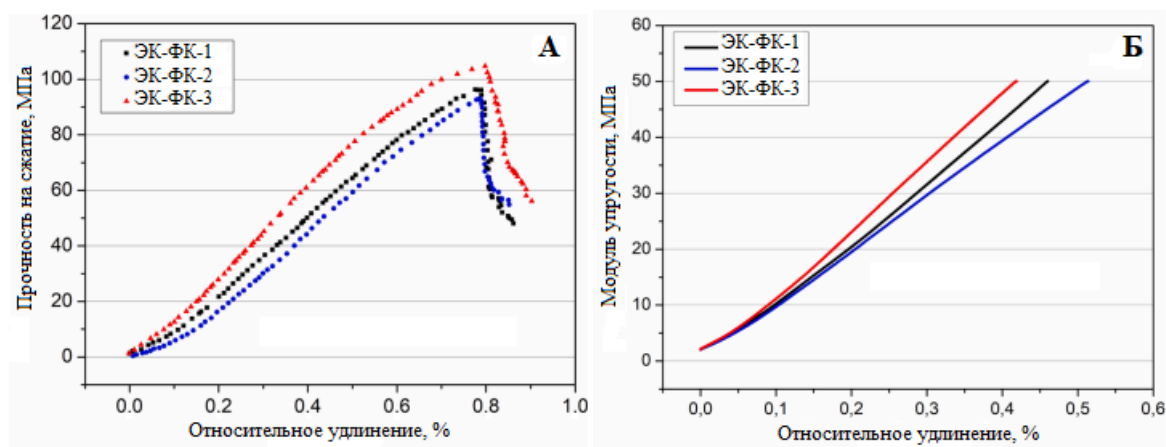 120
100
80
60
40
20
0
Прочность на сжатие, МПа
ЭК-ФК-1
ЭК-ФК-2
ЭК-ФК-3
А
0.0 0.2 0.4 0.6 0.8 1.0
Относительное удлинение, %
60
50
40
30
20
10
0
Модуль упругости, МПа
ЭК-ФК-1
ЭК-ФК-2
ЭК-ФК-3
Б
0,0 0,1 0,2 0,3 0,4 0,5 0,6
Относительное удлинение, %